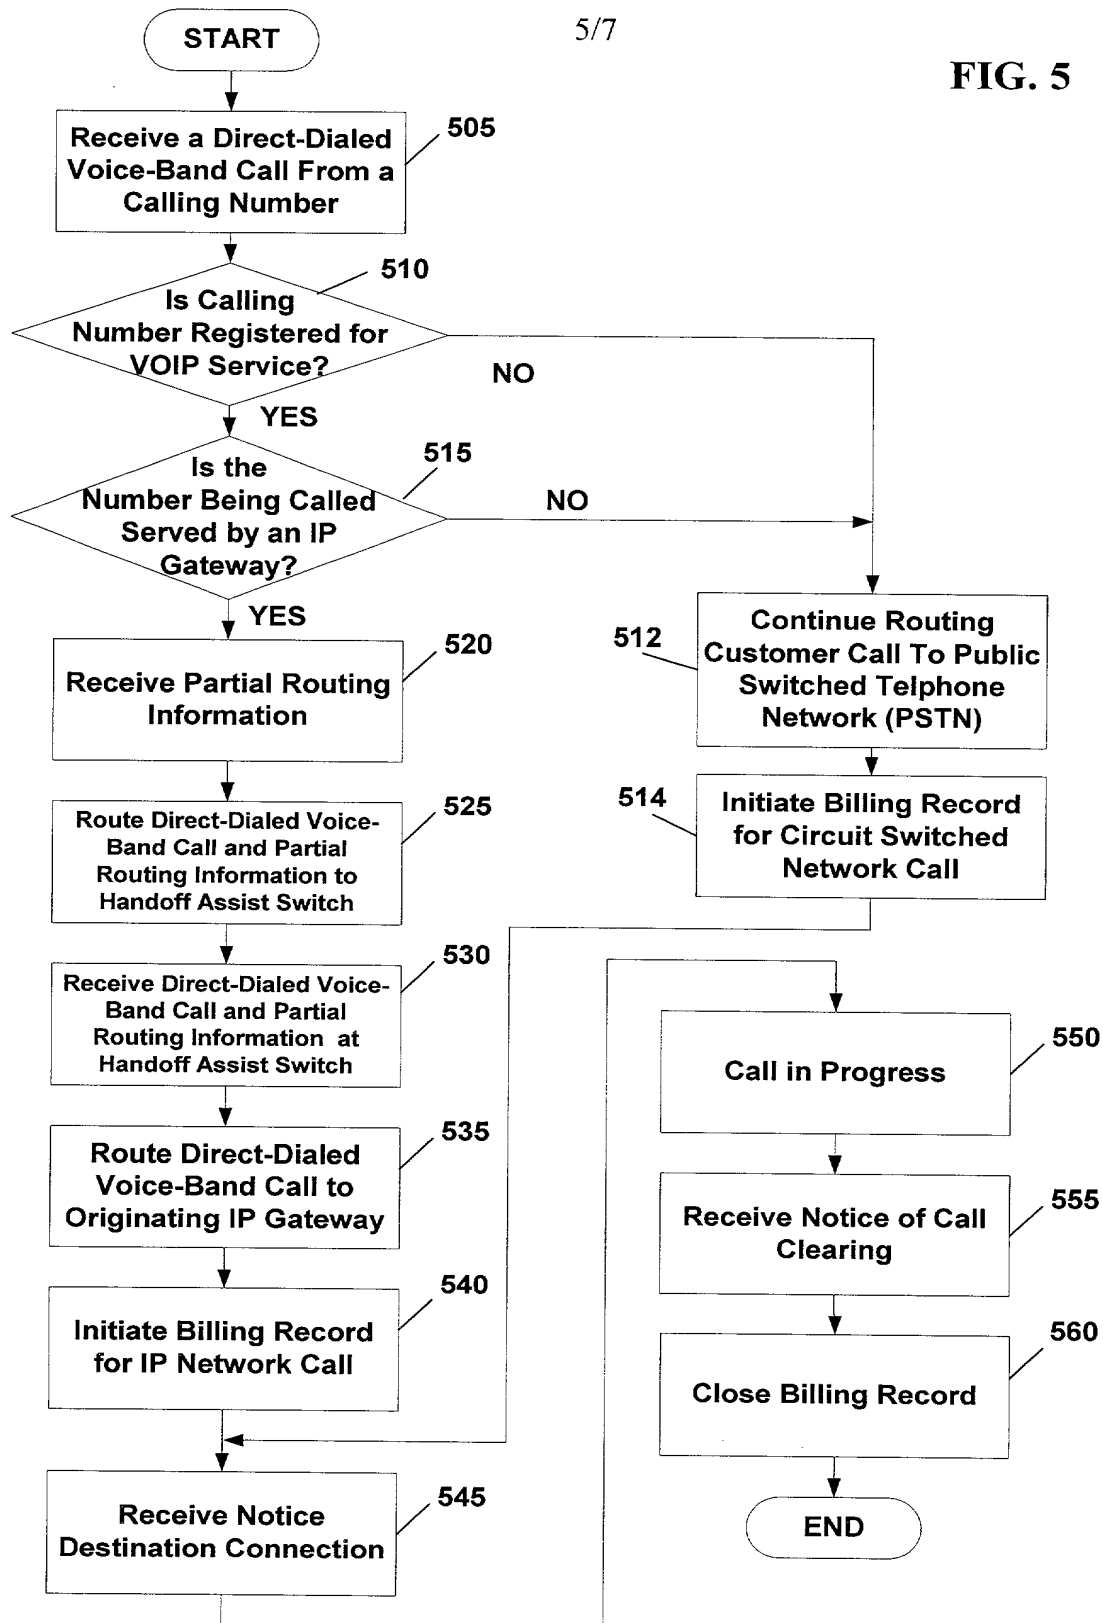 5/7
FIG. 5
START
505
Receive a Direct-Dialed
Voice-Band Call From a
Calling Number
510
Is Calling
Number Registered for
VOIP Service?
NO
YES
515
Is the
Number Being Called
Served by an IP
Gateway?
NO
YES
520
Receive Partial Routing
Information
525
Route Direct-Dialed Voice-
Band Call and Partial
Routing Information to
Handoff Assist Switch
530
Receive Direct-Dialed Voice-
Band Call and Partial
Routing Information at
Handoff Assist Switch
535
Route Direct-Dialed
Voice-Band Call to
Originating IP Gateway
540
Initiate Billing Record
for IP Network Call
545
Receive Notice
Destination Connection
512
Continue Routing
Customer Call To Public
Switched Telphone
Network (PSTN)
514
Initiate Billing Record
for Circuit Switched
Network Call
550
Call in Progress
555
Receive Notice of Call
Clearing
560
Close Billing Record
END